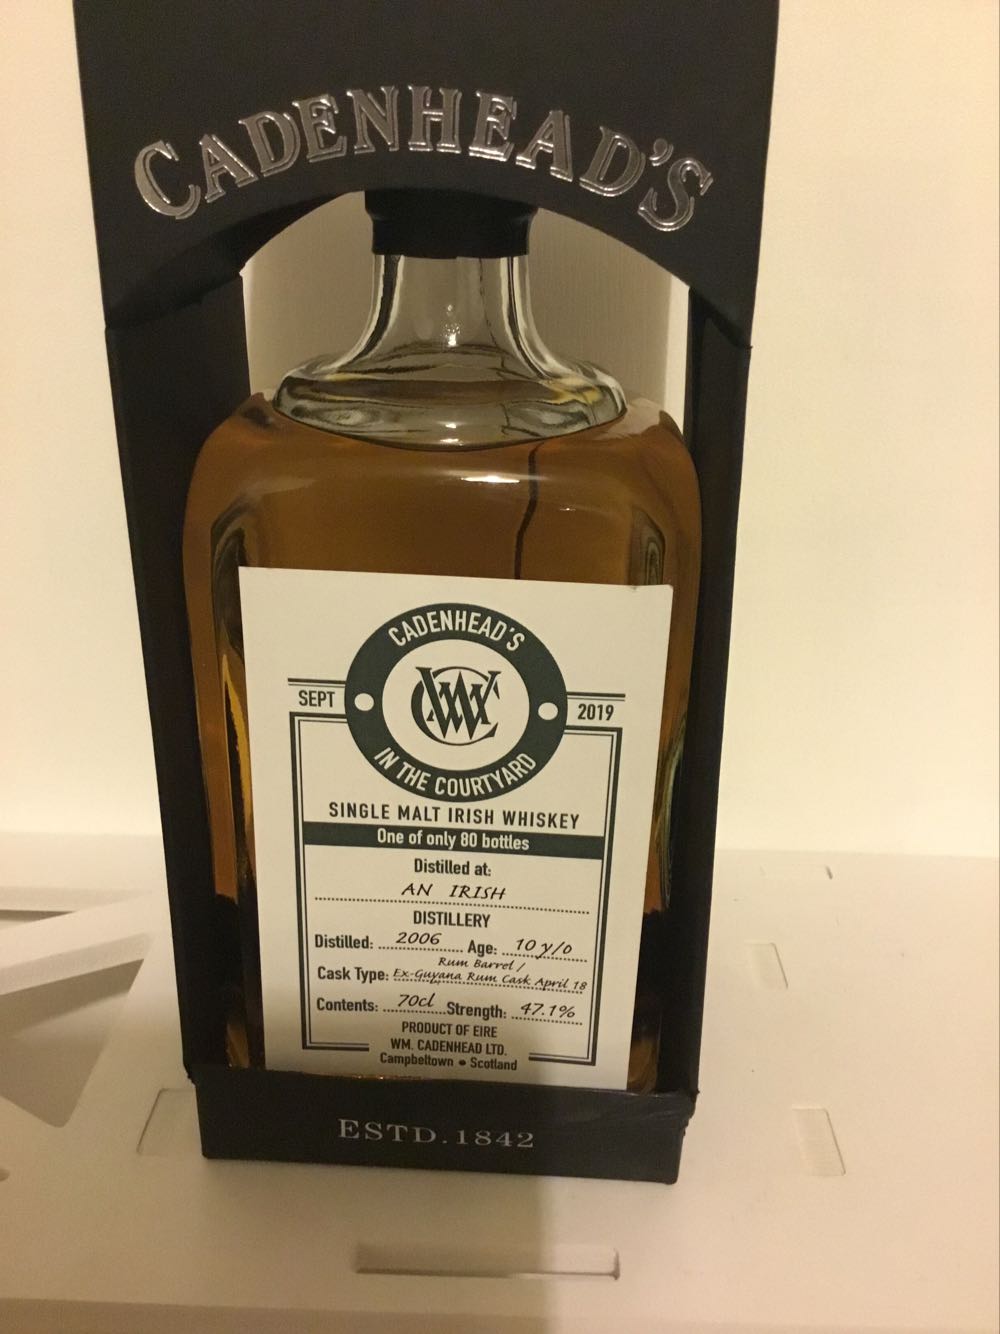 CADENHEAD'S
CADENHEAD'S
WMC
IN THE COURTYARD
SEPT
2019
SINGLE MALT IRISH WHISKEY
One of only 80 bottles
Distilled at:
AN IRISH
DISTILLERY
Distilled: 2006 Age: 10 y/o
Rum Barrel /
Cask Type: Ex-Guyana Rum Cask April 18
Contents: 70cl Strength: 47.1%
PRODUCT OF EIRE
WM. CADENHEAD LTD.
Campbeltown • Scotland
ESTD. 1842